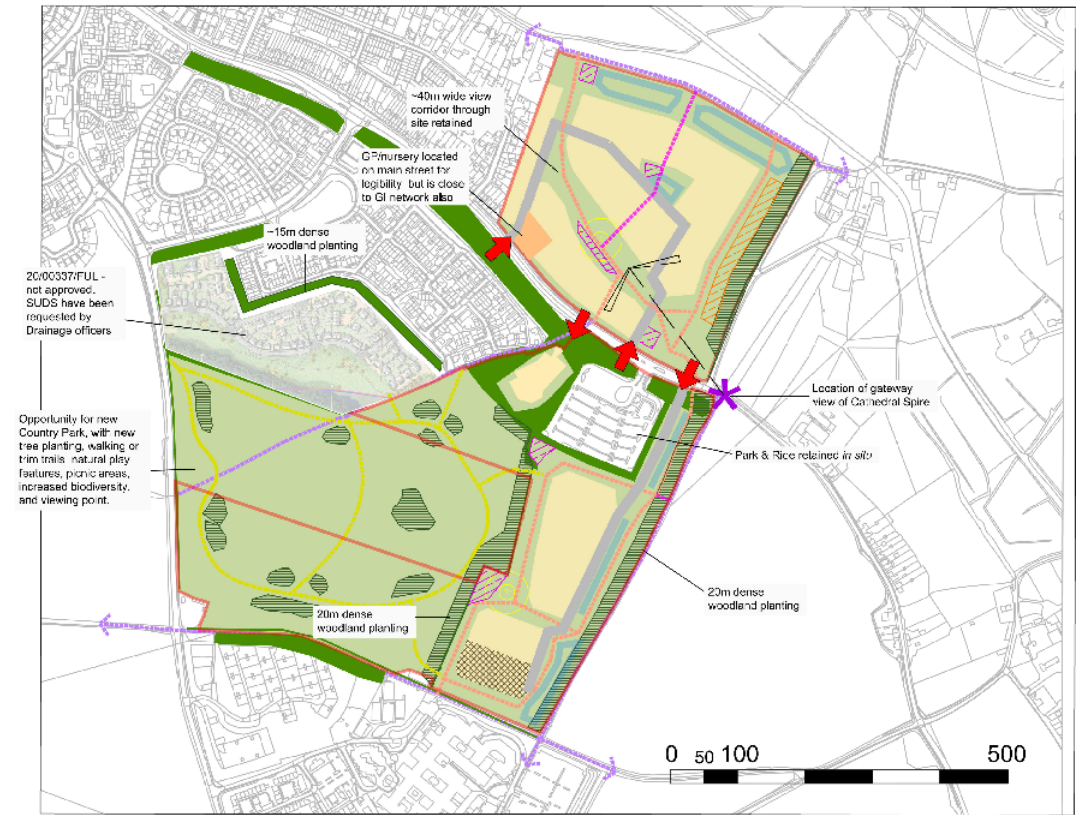 ~40m wide view
corridor through
site retained
GP/nursery located
on main street for
legibility but is close
to GI network also
~15m dense
woodland planting
20/00337/FUL -
not approved.
SUDS have been
requested by
Drainage officers
Opportunity for new
Country Park, with new
tree planting, walking or
trim trails natural play
features, picnic areas,
increased biodiversity,
and viewing point.
Location of gateway
view of Cathedral Spire
Park & Rice retained in situ
20m dense
woodland planting
20m dense
woodland planting
0 50 100 500